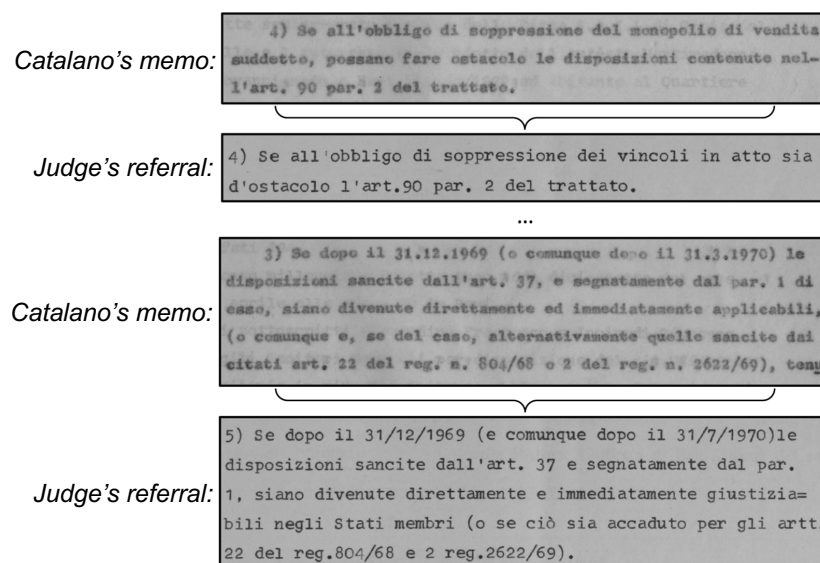 Catalano's memo:
4) Se all'obbligo di soppressione del monopolio di vendita
suddetto, possano fare ostacolo le disposizioni contenute nel-
l'art. 90 par. 2 del trattato.
Judge's referral:
4) Se all'obbligo di soppressione dei vincoli in atto sia
d'ostacolo l'art.90 par. 2 del trattato.
...
Catalano's memo:
3) Se dopo il 31.12.1969 (o comunque dopo il 31.3.1970) le
disposizioni sancite dall'art. 37, e segnatamente dal par. 1 di
esso, siano divenute direttamente ed immediatamente applicabili,
(o comunque e, se del caso, alternativamente quelle sancite dai
citati art. 22 del reg. n. 804/68 o 2 del reg. n. 2622/69), tenu
Judge's referral:
5) Se dopo il 31/12/1969 (e comunque dopo il 31/7/1970)le
disposizioni sancite dall'art. 37 e segnatamente dal par.
1, siano divenute direttamente e immediatamente giustizia=
bili negli Stati membri (o se ciò sia accaduto per gli artt.
22 del reg.804/68 e 2 reg.2622/69).